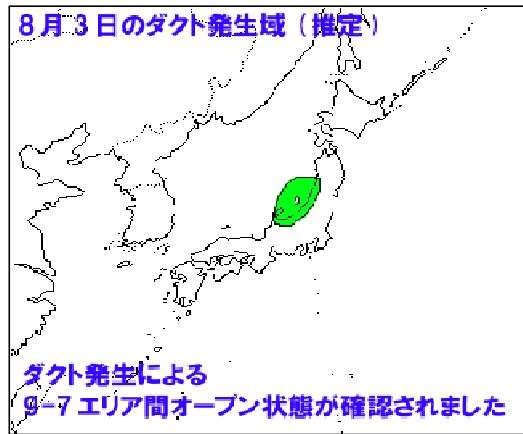 8月3日のダクト発生域(推定)
ダクト発生による
9-7エリア間オープン状態が確認されました